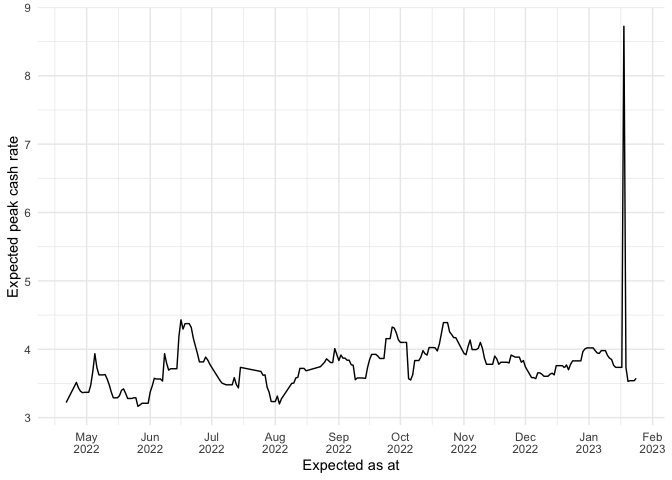 Expected peak cash rate
9
8
7
6
5
4
3
May Jun Jul Aug Sep Oct Nov Dec Jan Feb
2022 2022 2022 2022 2022 2022 2022 2022 2023 2023
Expected as at